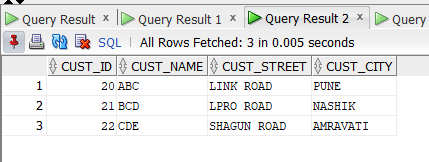 Query Result x Query Result 1 x Query Result 2 x Query
SQL | All Rows Fetched: 3 in 0.005 seconds
CUST_ID CUST_NAME CUST_STREET CUST_CITY
1 20 ABC LINK ROAD PUNE
2 21 BCD LPRO ROAD NASHIK
3 22 CDE SHAGUN ROAD AMRAVATI